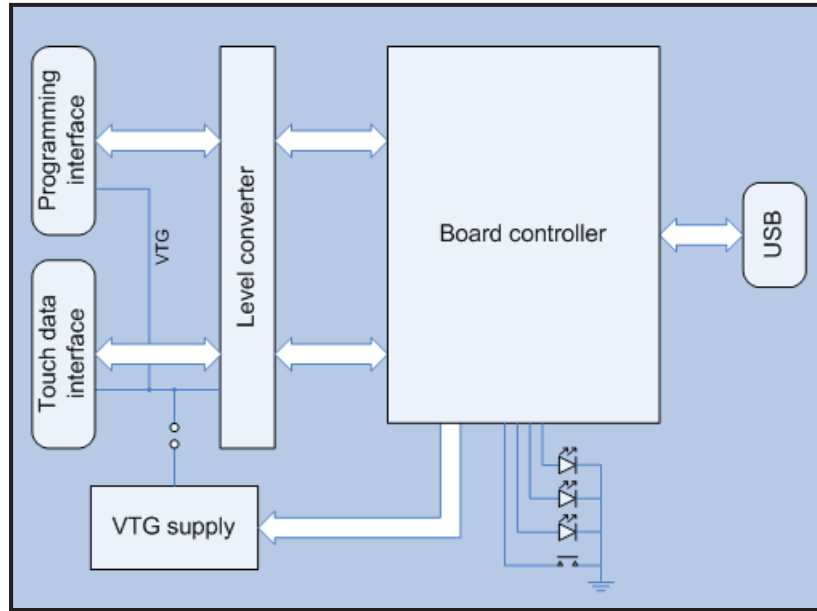 Programming
interface
VTG
Touch data
interface
Level converter
Board controller
USB
VTG supply